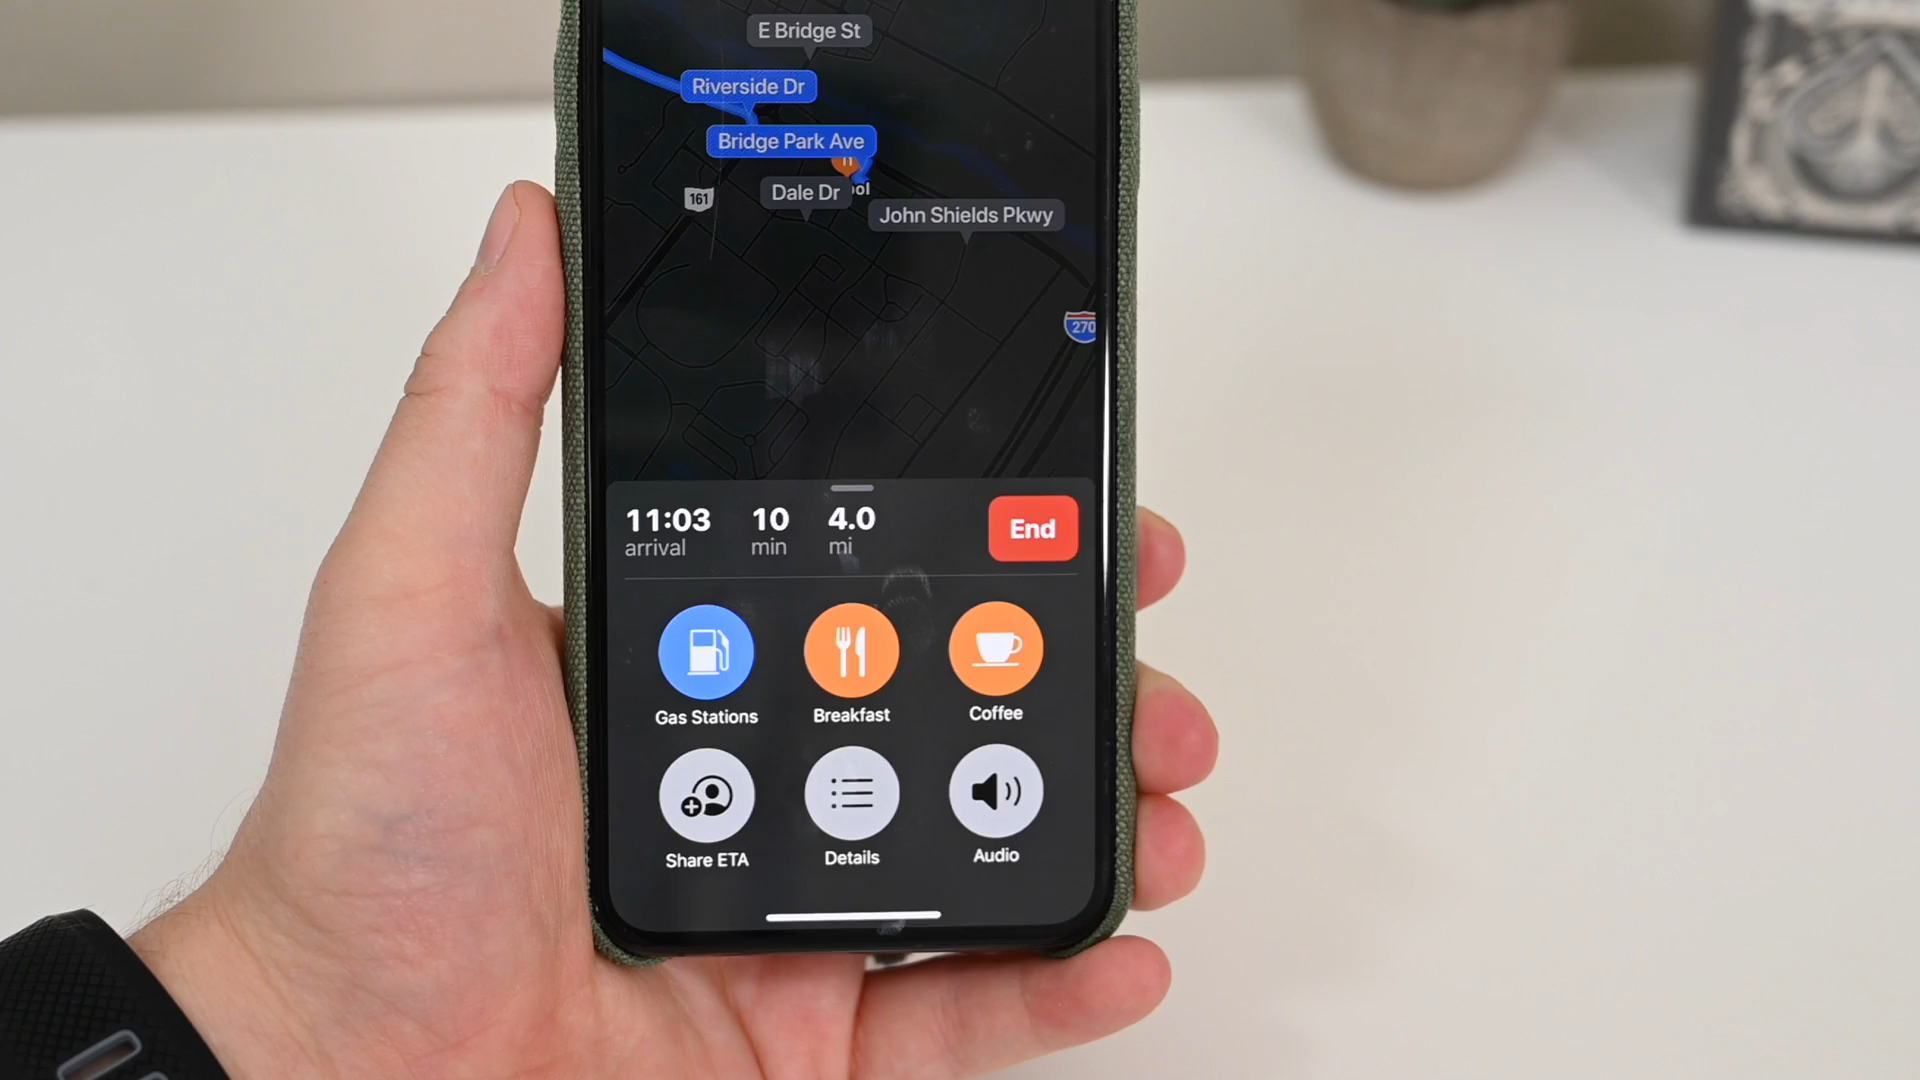 E Bridge St
Riverside Dr
Bridge Park Ave
161
Dale Dr
John Shields Pkwy
270
11:03 10 4.0
arrival min mi
End
Gas Stations Breakfast Coffee
Share ETA Details Audio